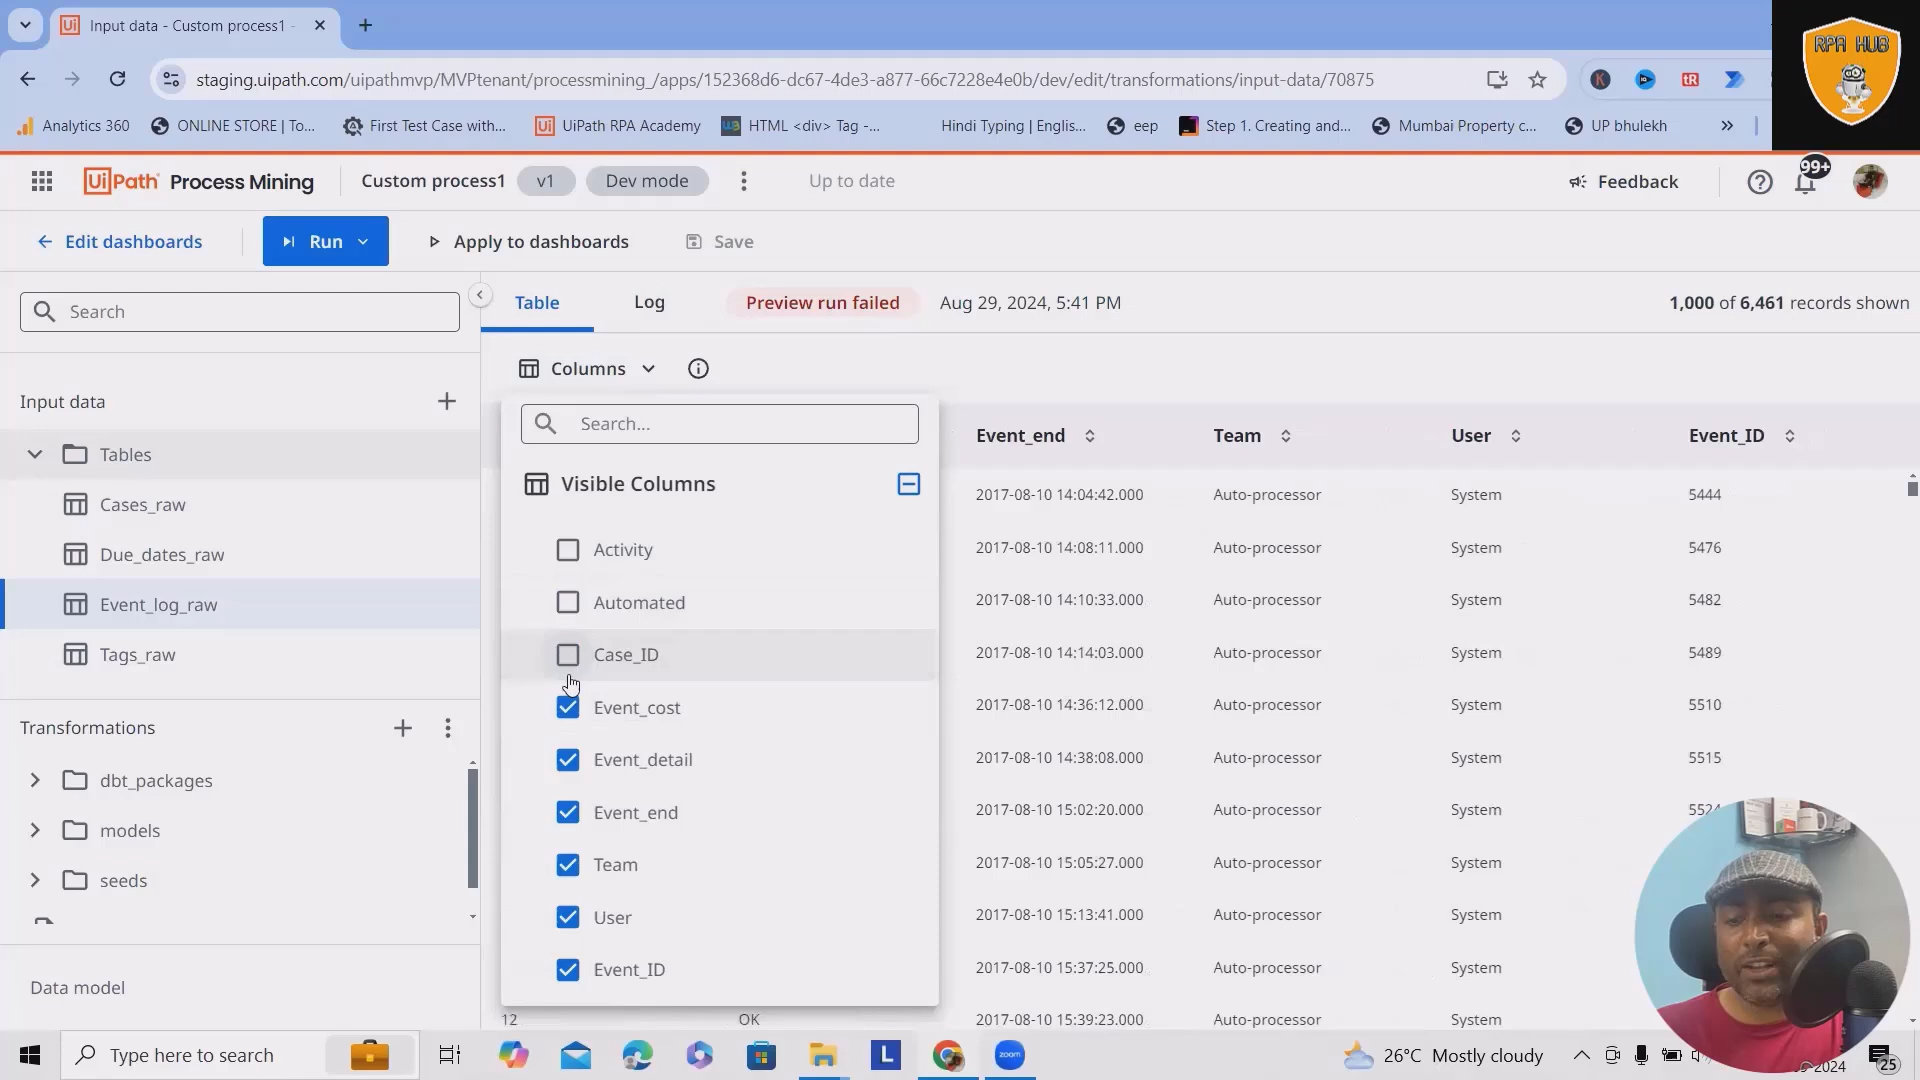 Input data - Custom process1 -
RPA HUB
staging.uipath.com/uipathmvp/MVPtenant/processmining_/apps/152368d6-dc67-4de3-a877-66c7228e4e0b/dev/edit/transformations/input-data/70875
Analytics 360
ONLINE STORE | To...
First Test Case with...
UiPath RPA Academy
HTML <div> Tag -...
Hindi Typing | Englis...
eep
Step 1. Creating and...
Mumbai Property c...
UP bhulekh
UiPath Process Mining
Custom process1
v1
Dev mode
Up to date
Feedback
99+
Edit dashboards
Run
Apply to dashboards
Save
Search
Table
Log
Preview run failed
Aug 29, 2024, 5:41 PM
1,000 of 6,461 records shown
Input data
Tables
Cases_raw
Due_dates_raw
Event_log_raw
Tags_raw
Transformations
dbt_packages
models
seeds
Data model
Columns
Search...
Visible Columns
Activity
Automated
Case_ID
Event_cost
Event_detail
Event_end
Team
User
Event_ID
12 OK
Event_end Team User Event_ID
2017-08-10 14:04:42.000 Auto-processor System 5444
2017-08-10 14:08:11.000 Auto-processor System 5476
2017-08-10 14:10:33.000 Auto-processor System 5482
2017-08-10 14:14:03.000 Auto-processor System 5489
2017-08-10 14:36:12.000 Auto-processor System 5510
2017-08-10 14:38:08.000 Auto-processor System 5515
2017-08-10 15:02:20.000 Auto-processor System 5524
2017-08-10 15:05:27.000 Auto-processor System
2017-08-10 15:13:41.000 Auto-processor System
2017-08-10 15:37:25.000 Auto-processor System
2017-08-10 15:39:23.000 Auto-processor System
Type here to search
L
zoom
26°C Mostly cloudy
2024
25